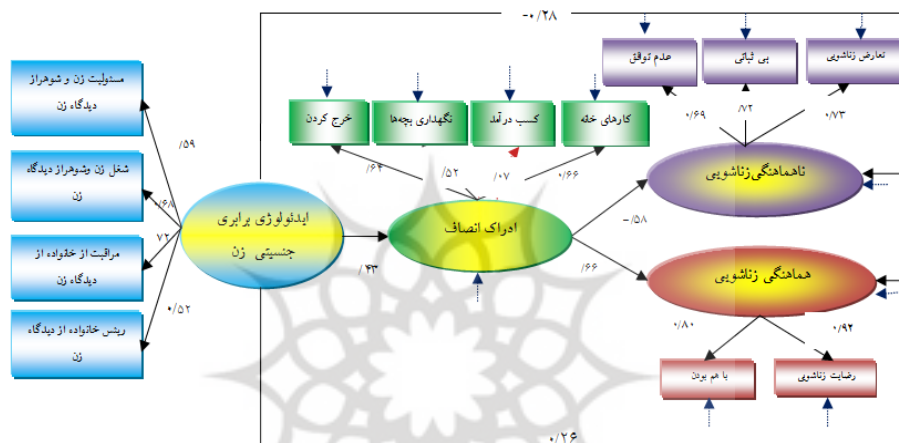 -۰/۲۸
مسئولیت زن و شوهراز
دیدگاه زن
شغل زن وشوهراز دیدگاه
زن
مراقبت از خانواده از
دیدگاه زن
رییس خانواده از دیدگاه
زن
/۵۹
۰/۶۸
۷۲
۰/۵۲
ایدئولوژی برابری
جنسیتی زن
/۴۳
خرج کردن
نگهداری بچه‌ها
کسب درآمد
کارهای خانه
/۶۴
/۵۲
/۰۷
۰/۶۶
ادراک انصاف
-/۵۸
/۶۶
عدم توافق
بی ثباتی
تعارض زناشویی
۰/۶۹
/۷۲
۰/۷۳
ناهماهنگی زناشویی
هماهنگی زناشویی
۰/۸۰
۰/۹۲
با هم بودن
رضایت زناشویی
۰/۲۶